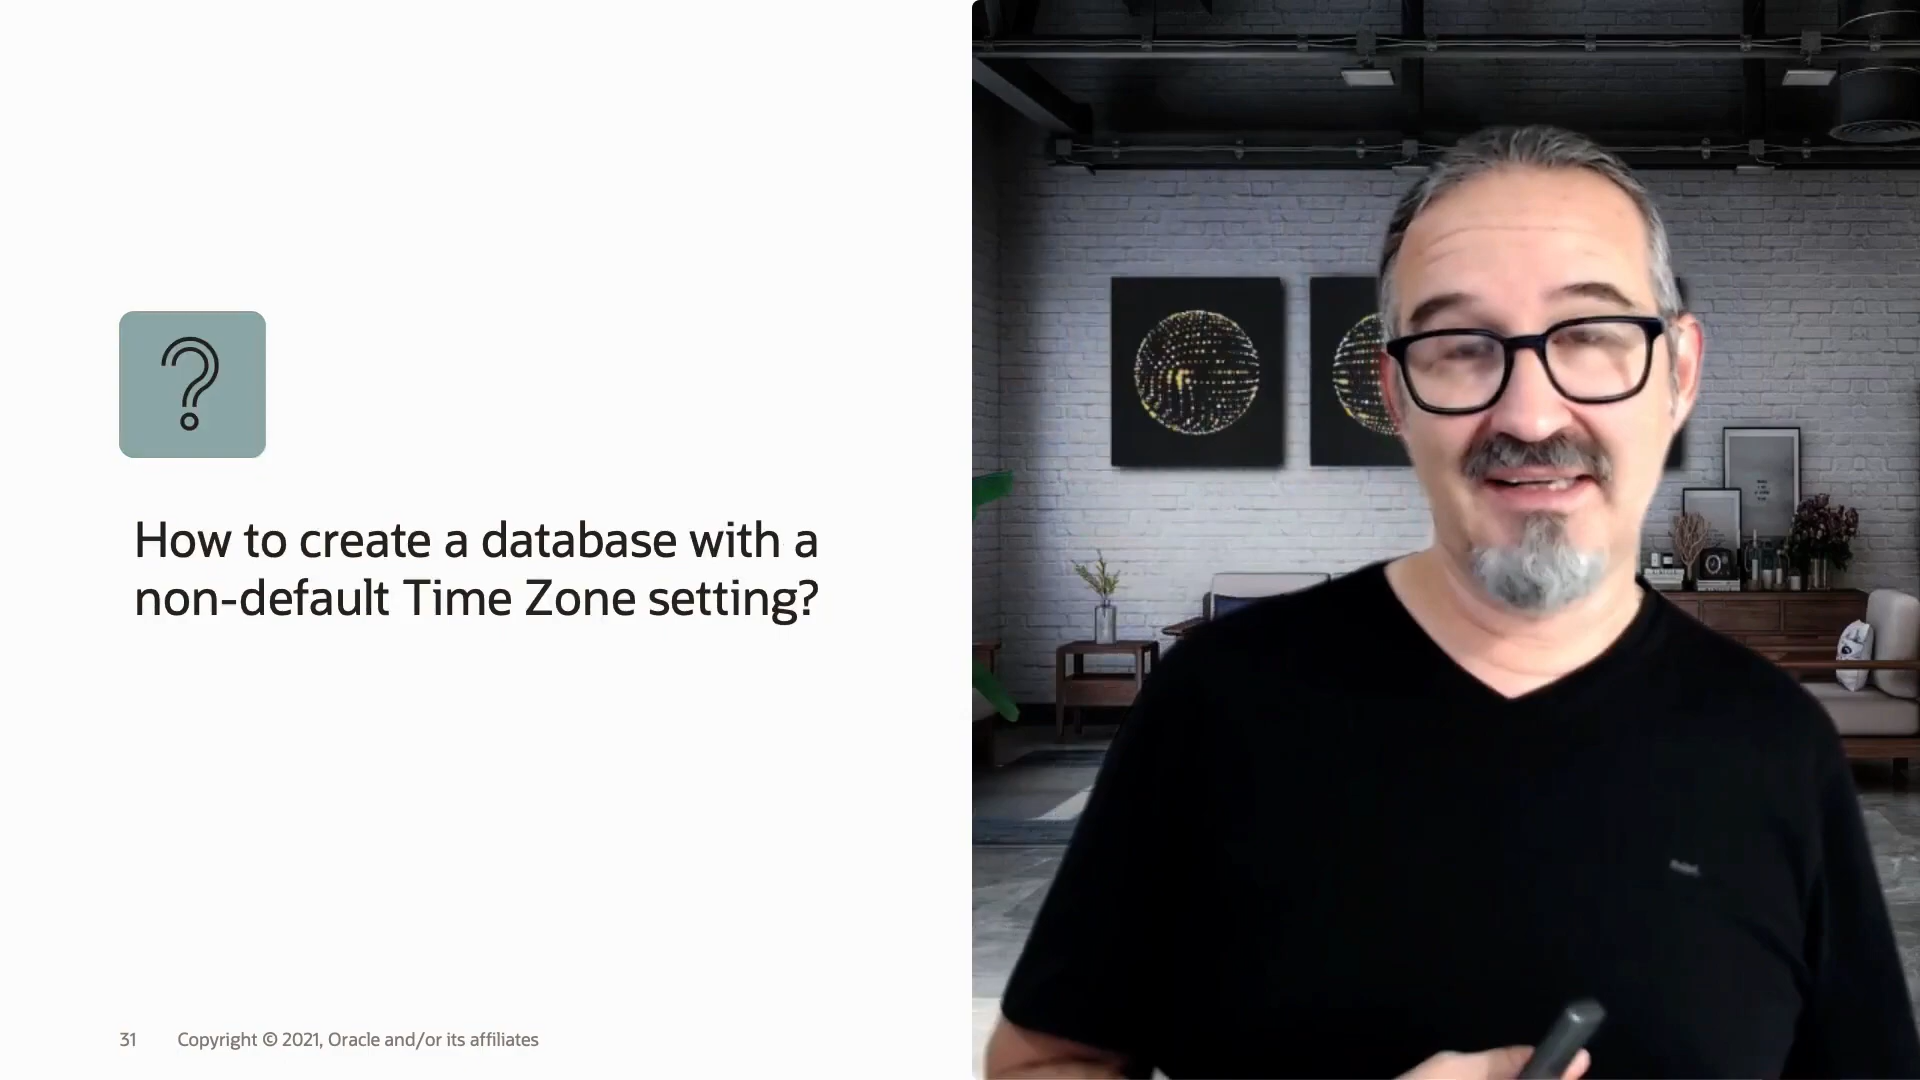 ?
How to create a database with a
non-default Time Zone setting?
31 Copyright © 2021, Oracle and/or its affiliates